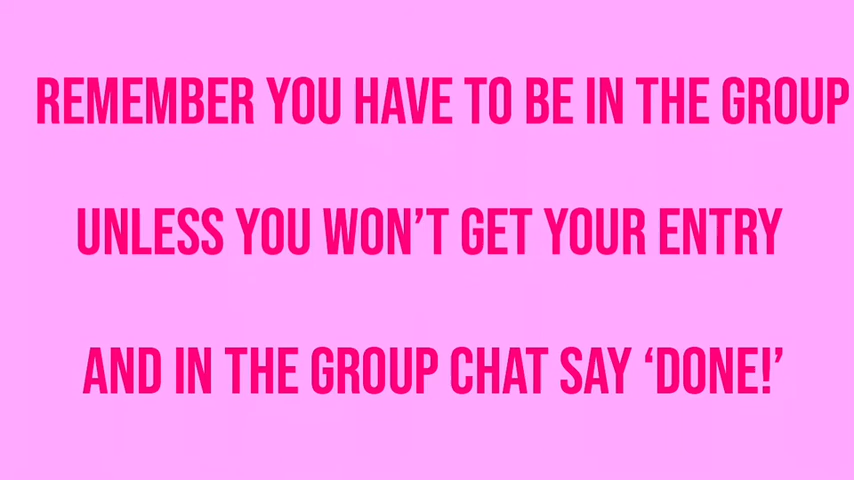 REMEMBER YOU HAVE TO BE IN THE GROUP
UNLESS YOU WON’T GET YOUR ENTRY
AND IN THE GROUP CHAT SAY ‘DONE!’